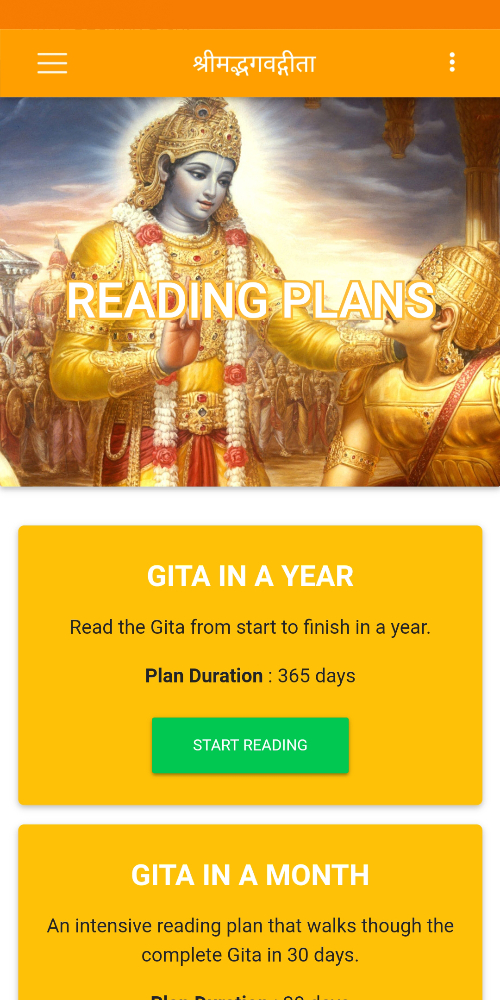 श्रीमद्भगवद्गीता
READING PLANS
GITA IN A YEAR
Read the Gita from start to finish in a year.
Plan Duration : 365 days
START READING
GITA IN A MONTH
An intensive reading plan that walks though the
complete Gita in 30 days.
Plan Duration :